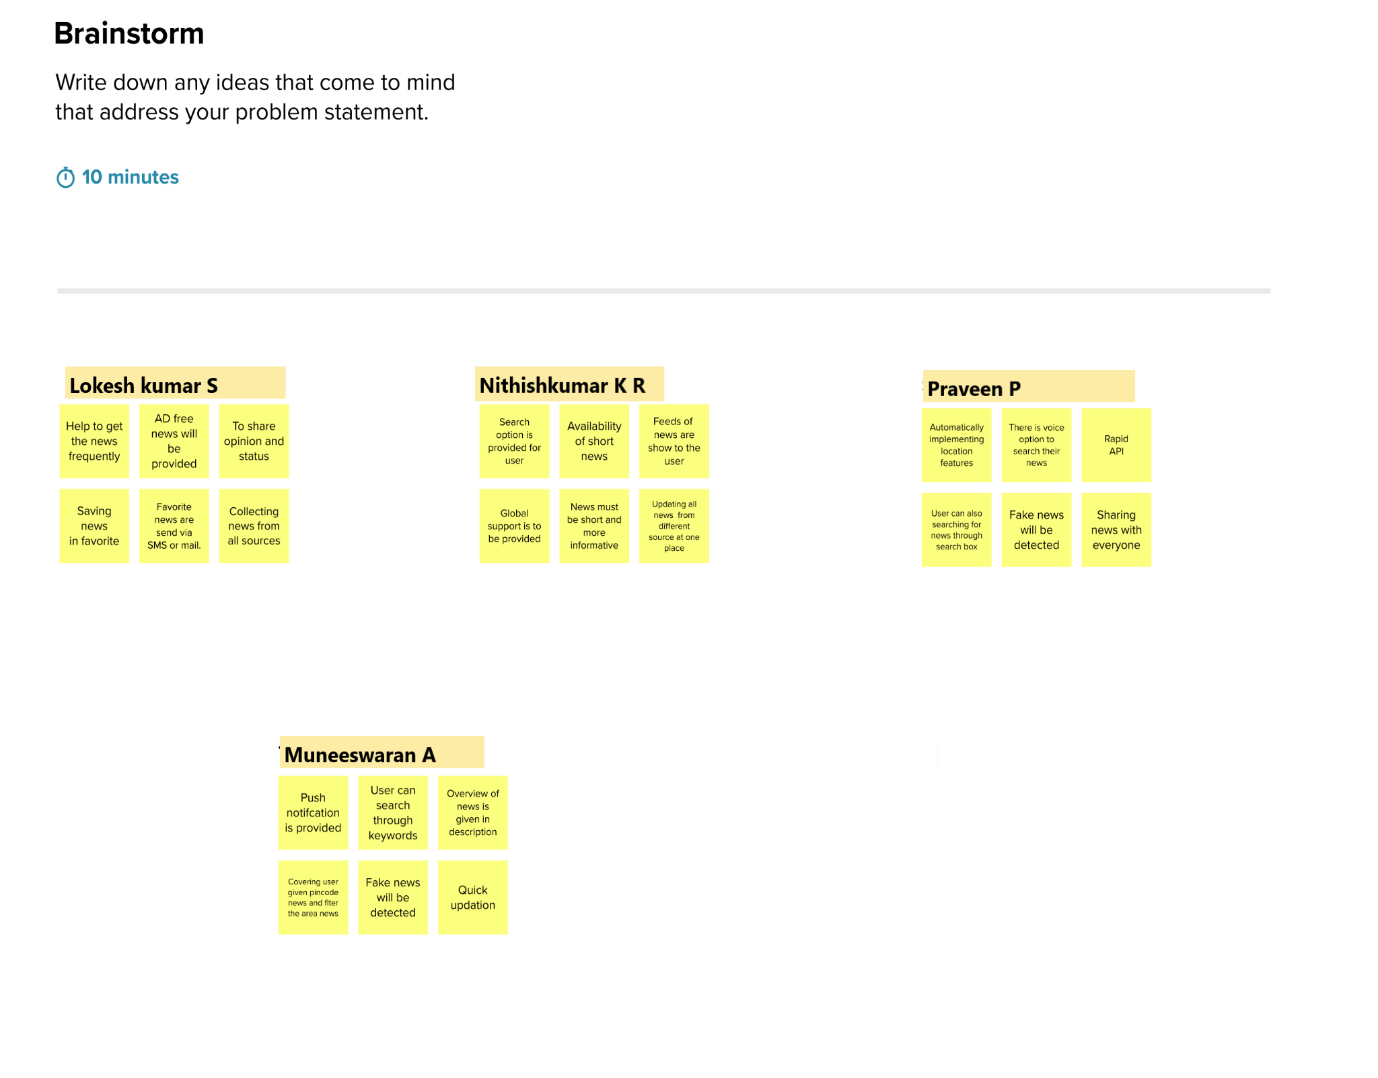 Brainstorm
Write down any ideas that come to mind
that address your problem statement.
10 minutes
Lokesh kumar S
Help to get
the news
frequently
AD free
news will
be
provided
To share
opinion and
status
Saving
news
in favorite
Favorite
news are
send via
SMS or mail.
Collecting
news from
all sources
Nithishkumar K R
Search
option is
provided for
user
Availability
of short
news
Feeds of
news are
show to the
user
Global
support is to
be provided
News must
be short and
more
informative
Updating all
news from
different
source at one
place
Praveen P
Automatically
implementing
location
features
There is voice
option to
search their
news
Rapid
API
User can also
searching for
news through
search box
Fake news
will be
detected
Sharing
news with
everyone
Muneeswaran A
Push
notifcation
is provided
User can
search
through
keywords
Overview of
news is
given in
description
Covering user
given pincode
news and fiter
the area news
Fake news
will be
detected
Quick
updation